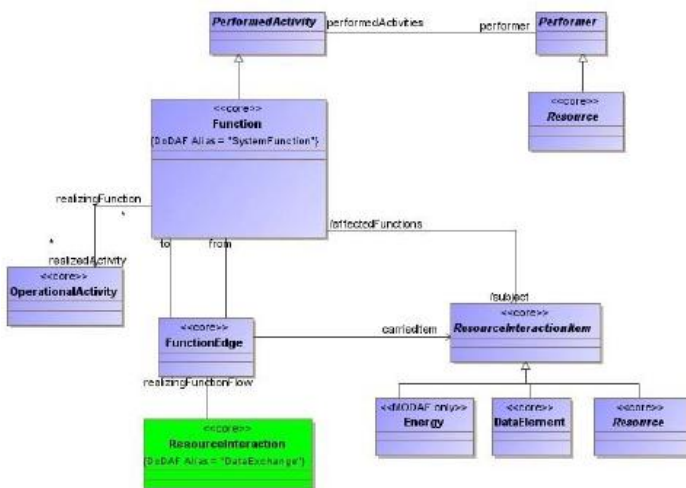 PerformedActivity
performedActivities
performer
Performer
<<core>>
Function
{DoDAF Alias = "SystemFunction"}
<<core>>
Resource
realizingFunction
*
/affectedFunctions
to
from
*
realizedActivity
<<core>>
OperationalActivity
/subject
<<core>>
ResourceInteractionItem
<<core>>
FunctionEdge
carriedItem
realizingFunctionFlow
<<core>>
ResourceInteraction
{DoDAF Alias = "DataExchange"}
<<MODAF only>>
Energy
<<core>>
DataElement
<<core>>
Resource